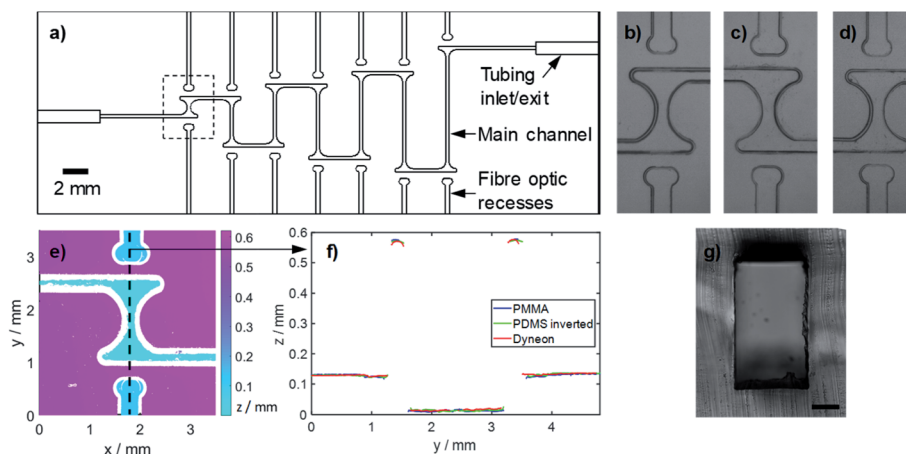 a)
Tubing
inlet/exit
Main channel
2 mm
Fibre optic
recesses
b)
c)
d)
e)
y / mm
3
2
1
0
0
1
2
3
x / mm
0.6
0.5
0.4
0.3
0.2
0.1
z / mm
f)
z / mm
0.6
0.5
0.4
0.3
0.2
0.1
0
0
1
2
3
4
y / mm
PMMA
PDMS inverted
Dyneon
g)